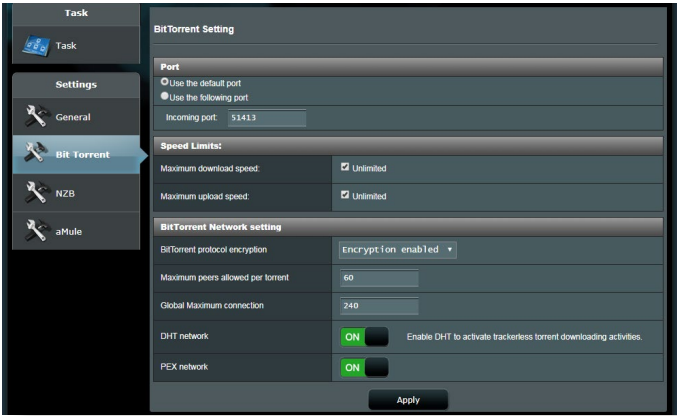 Task
Task
Settings
General
Bit Torrent
NZB
aMule
BitTorrent Setting
Port
Use the default port
Use the following port
Incoming port: 51413
Speed Limits:
Maximum download speed: Unlimited
Maximum upload speed: Unlimited
BitTorrent Network setting
BitTorrent protocol encryption Encryption enabled
Maximum peers allowed per torrent 60
Global Maximum connection 240
DHT network ON Enable DHT to activate trackerless torrent downloading activities.
PEX network ON
Apply